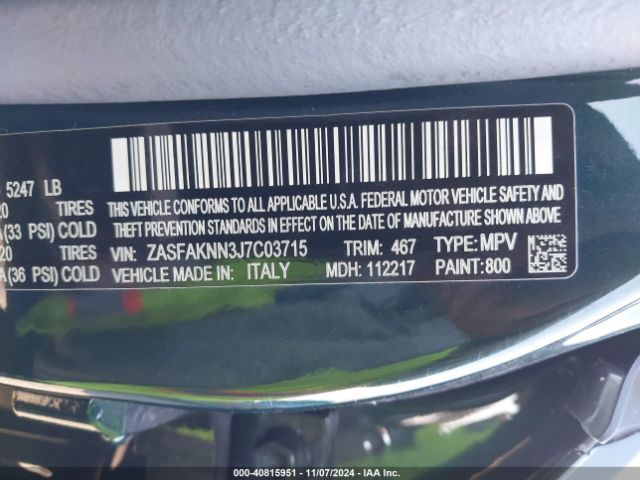 5247 LB
20 TIRES THIS VEHICLE CONFORMS TO ALL APPLICABLE U.S.A. FEDERAL MOTOR VEHICLE SAFETY AND
(33 PSI) COLD THEFT PREVENTION STANDARDS IN EFFECT ON THE DATE OF MANUFACTURE SHOWN ABOVE.
20 TIRES VIN: ZASFAKNN3J7C03715 TRIM: 467 TYPE: MPV
A(36 PSI) COLD VEHICLE MADE IN: ITALY MDH: 112217 PAINT: 800
000-40815951 | 11/07/2024 | IAA Inc.